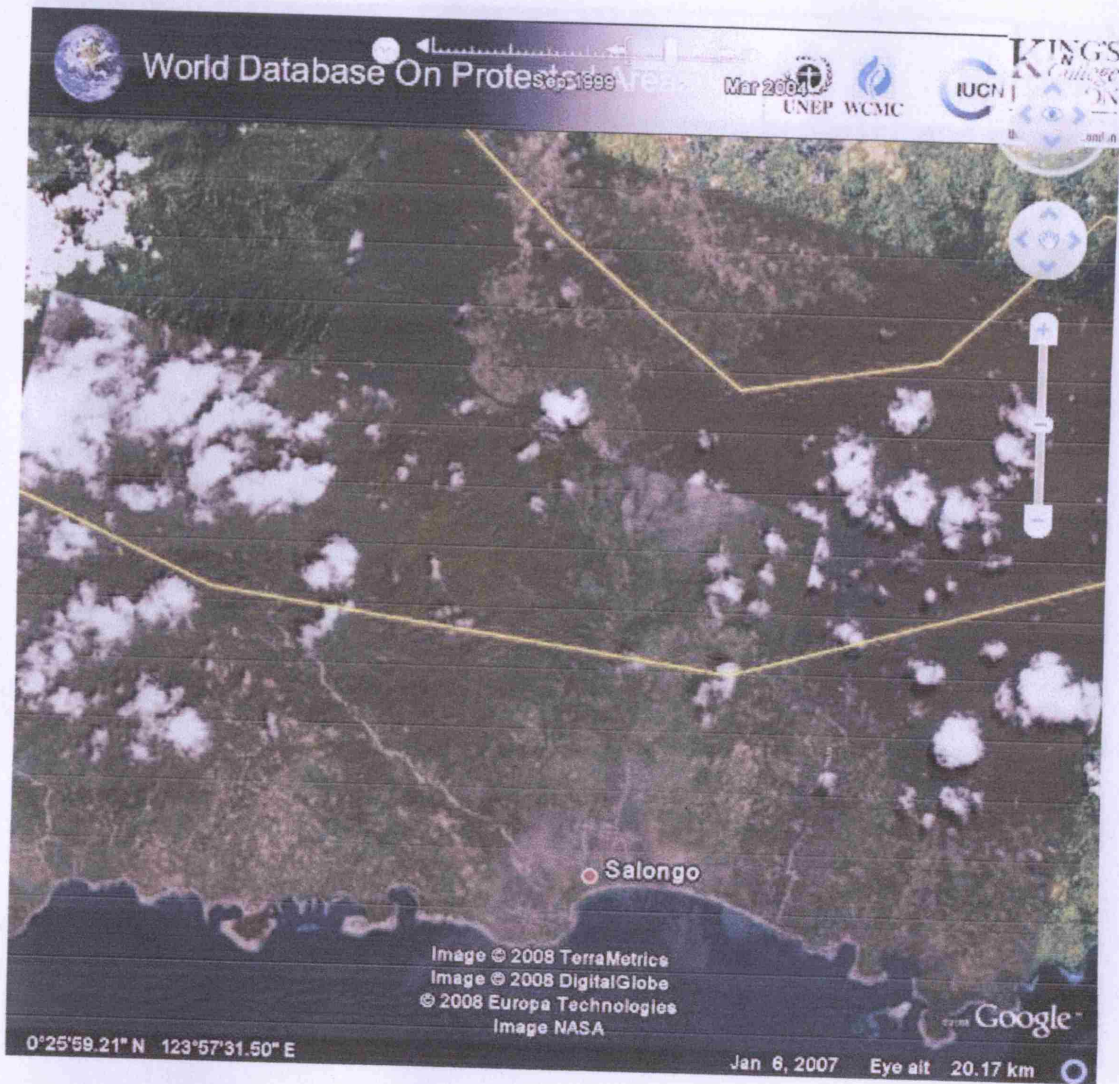 World Database On Protected Areas
Sep 1999
Mar 2004
UNEP WCMC
IUCN
KING'S
College
Salongo
Image © 2008 TerraMetrics
Image © 2008 DigitalGlobe
© 2008 Europa Technologies
Image NASA
Google
0°25'59.21" N 123°57'31.50" E
Jan 6, 2007 Eye alt 20.17 km